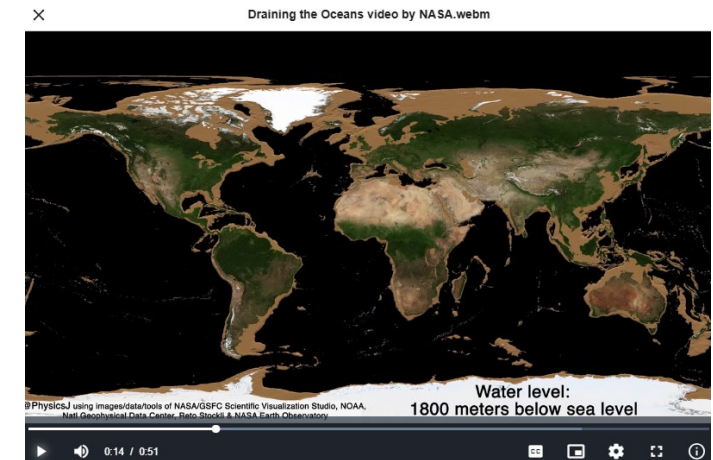 Draining the Oceans video by NASA.webm
Water level:
1800 meters below sea level
@PhysicsJ using images/data/tools of NASA/GSFC Scientific Visualization Studio, NOAA,
Natl Geophysical Data Center, Reto Stockli & NASA Earth Observatory
0:14 / 0:51
CC